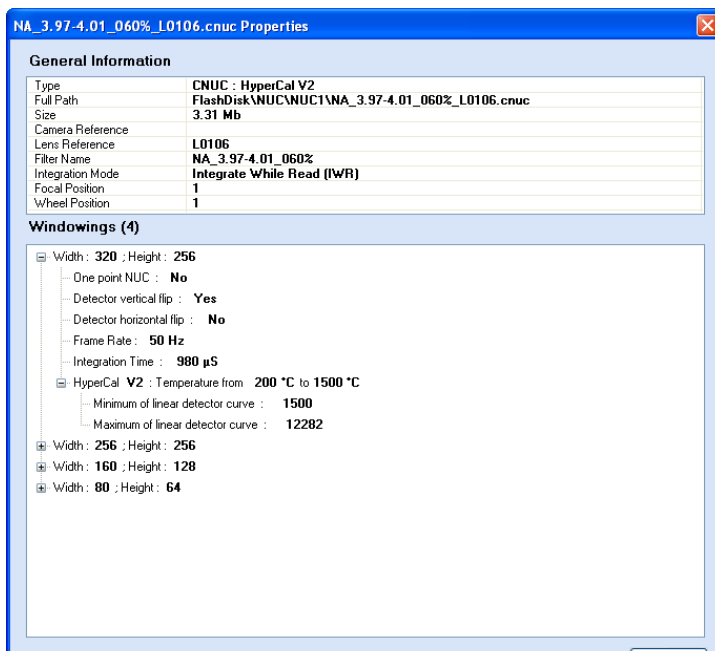 NA_3.97-4.01_060%_L0106.cnuc Properties
General Information
Type CNUC : HyperCal V2
Full Path FlashDisk\NUC\NUC1\NA_3.97-4.01_060%_L0106.cnuc
Size 3.31 Mb
Camera Reference
Lens Reference L0106
Filter Name NA_3.97-4.01_060%
Integration Mode Integrate While Read (IWR)
Focal Position 1
Wheel Position 1
Windowings (4)
Width : 320 ; Height : 256
One point NUC : No
Detector vertical flip : Yes
Detector horizontal flip : No
Frame Rate : 50 Hz
Integration Time : 980 µS
HyperCal V2 : Temperature from 200 °C to 1500 °C
Minimum of linear detector curve : 1500
Maximum of linear detector curve : 12282
Width : 256 ; Height : 256
Width : 160 ; Height : 128
Width : 80 ; Height : 64